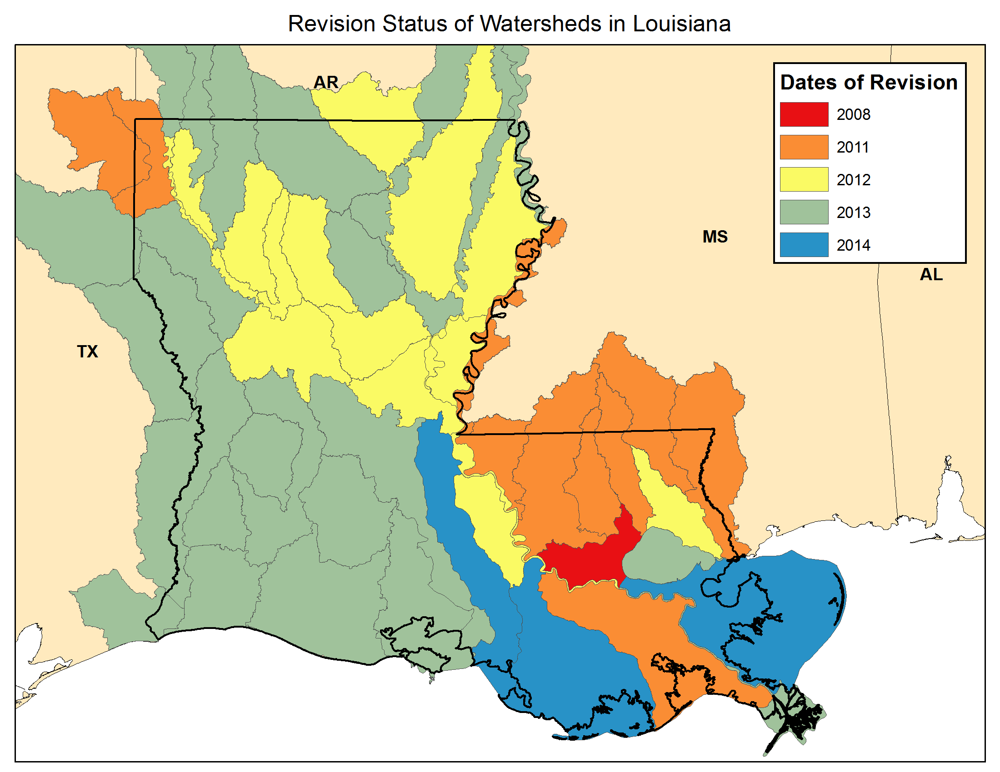 Revision Status of Watersheds in Louisiana
AR
Dates of Revision
2008
2011
2012
2013
2014
MS
AL
TX